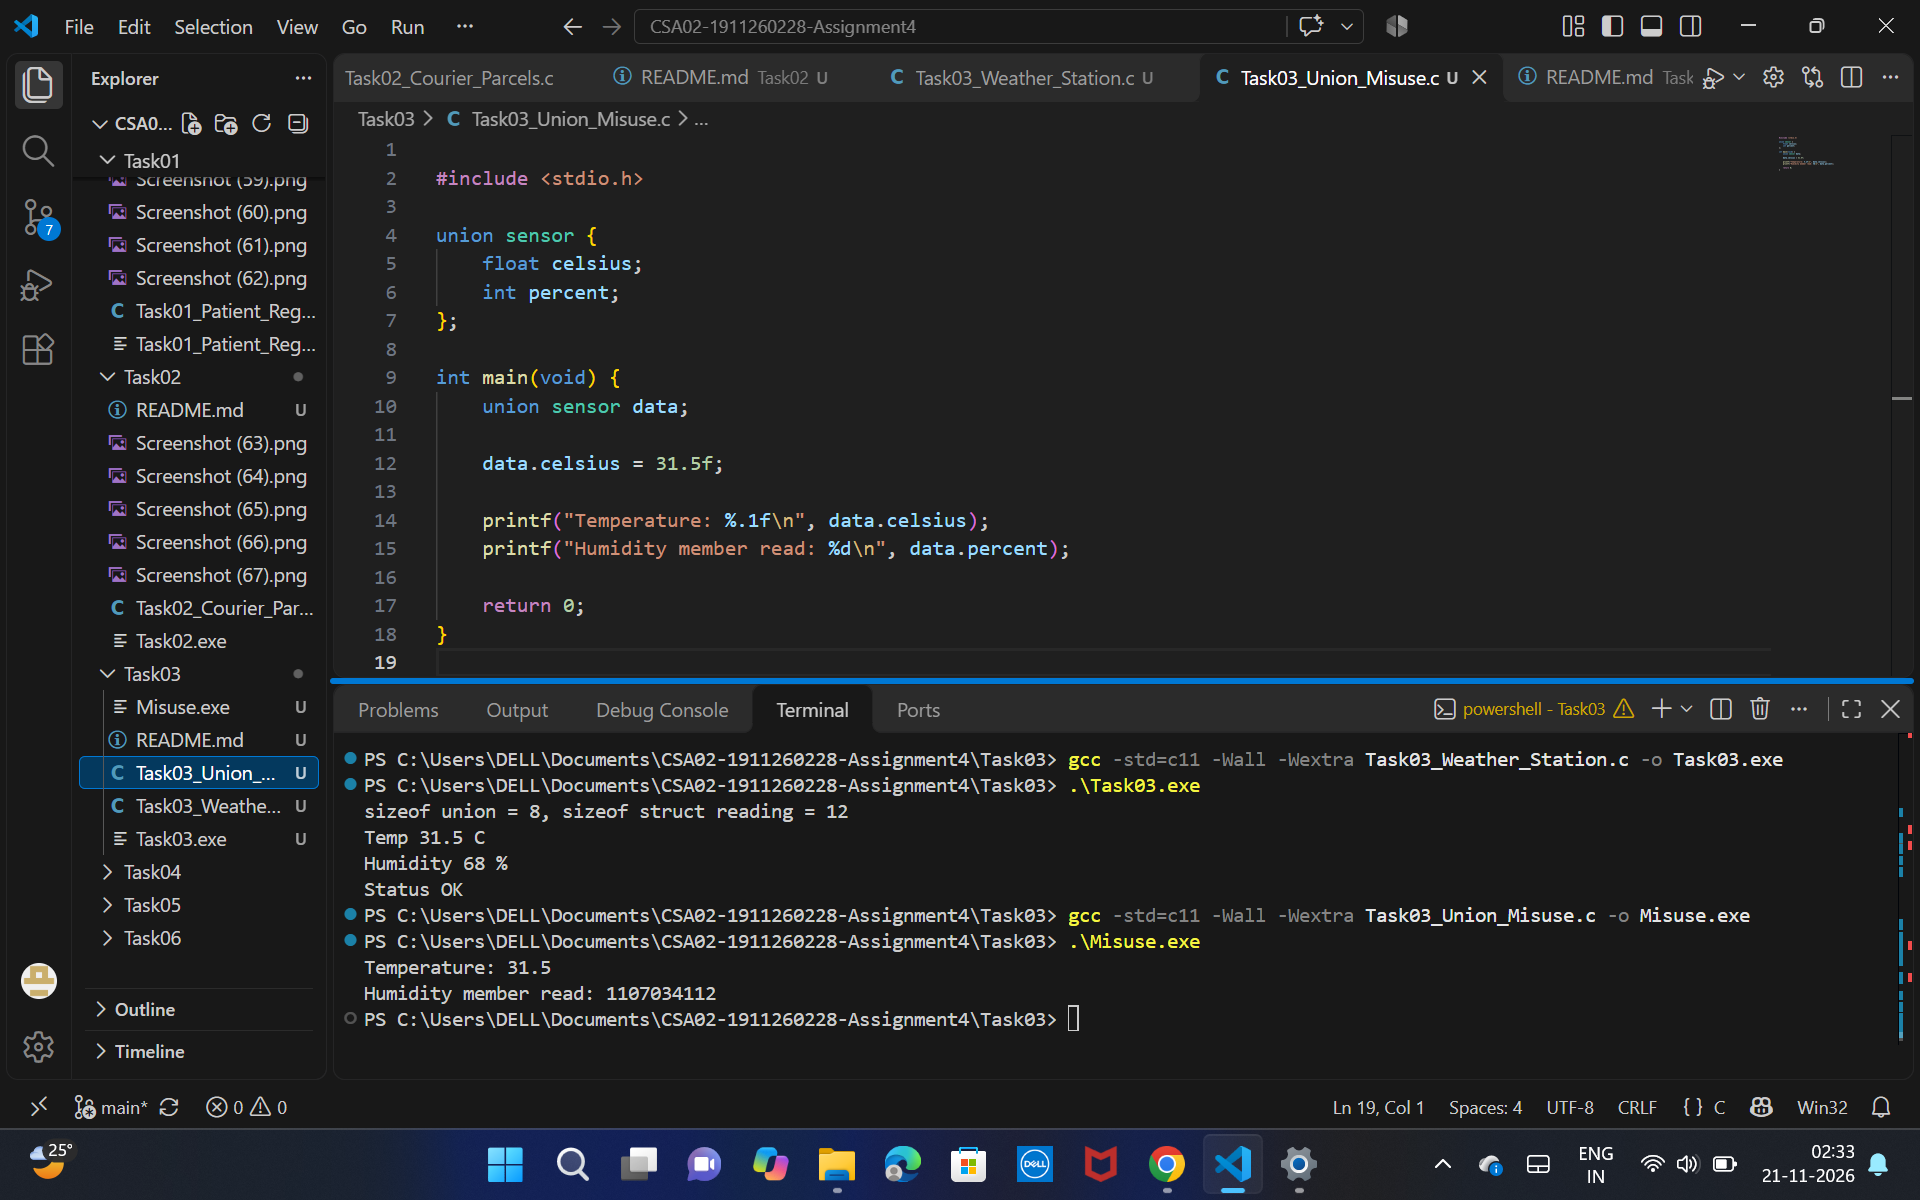 File Edit Selection View Go Run ··· CSA02-1911260228-Assignment4
Explorer
CSA0...
Task01
Screenshot (59).png
Screenshot (60).png
Screenshot (61).png
Screenshot (62).png
C Task01_Patient_Reg...
Task01_Patient_Reg...
Task02
README.md U
Screenshot (63).png
Screenshot (64).png
Screenshot (65).png
Screenshot (66).png
Screenshot (67).png
C Task02_Courier_Par...
Task02.exe
Task03
Misuse.exe U
README.md U
C Task03_Union_... U
C Task03_Weathe... U
Task03.exe U
Task04
Task05
Task06
Outline
Timeline
7
Task02_Courier_Parcels.c README.md Task02 U C Task03_Weather_Station.c U C Task03_Union_Misuse.c U README.md Task
Task03 > C Task03_Union_Misuse.c > ...
1
2 #include <stdio.h>
3
4 union sensor {
5 float celsius;
6 int percent;
7 };
8
9 int main(void) {
10 union sensor data;
11
12 data.celsius = 31.5f;
13
14 printf("Temperature: %.1f\n", data.celsius);
15 printf("Humidity member read: %d\n", data.percent);
16
17 return 0;
18 }
19
Problems Output Debug Console Terminal Ports powershell - Task03
PS C:\Users\DELL\Documents\CSA02-1911260228-Assignment4\Task03> gcc -std=c11 -Wall -Wextra Task03_Weather_Station.c -o Task03.exe
PS C:\Users\DELL\Documents\CSA02-1911260228-Assignment4\Task03> .\Task03.exe
sizeof union = 8, sizeof struct reading = 12
Temp 31.5 C
Humidity 68 %
Status OK
PS C:\Users\DELL\Documents\CSA02-1911260228-Assignment4\Task03> gcc -std=c11 -Wall -Wextra Task03_Union_Misuse.c -o Misuse.exe
PS C:\Users\DELL\Documents\CSA02-1911260228-Assignment4\Task03> .\Misuse.exe
Temperature: 31.5
Humidity member read: 1107034112
PS C:\Users\DELL\Documents\CSA02-1911260228-Assignment4\Task03>
main* 0 0 Ln 19, Col 1 Spaces: 4 UTF-8 CRLF { } C Win32
25° DELL ENG IN 02:33 21-11-2026